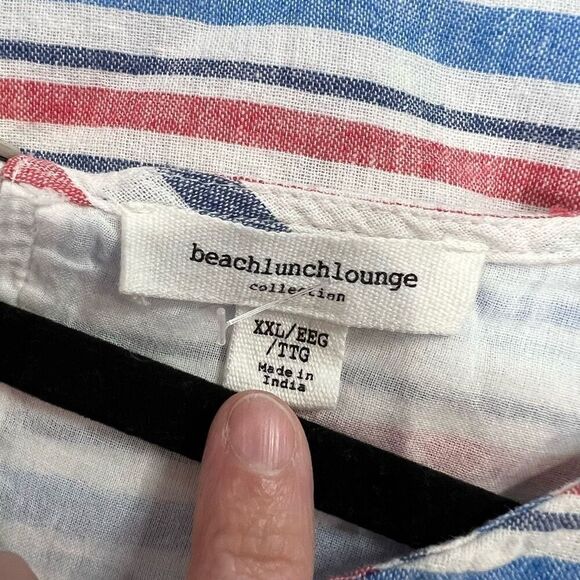 beachlunchlounge
collection
XXL/EEG
/TTG
Made in
India